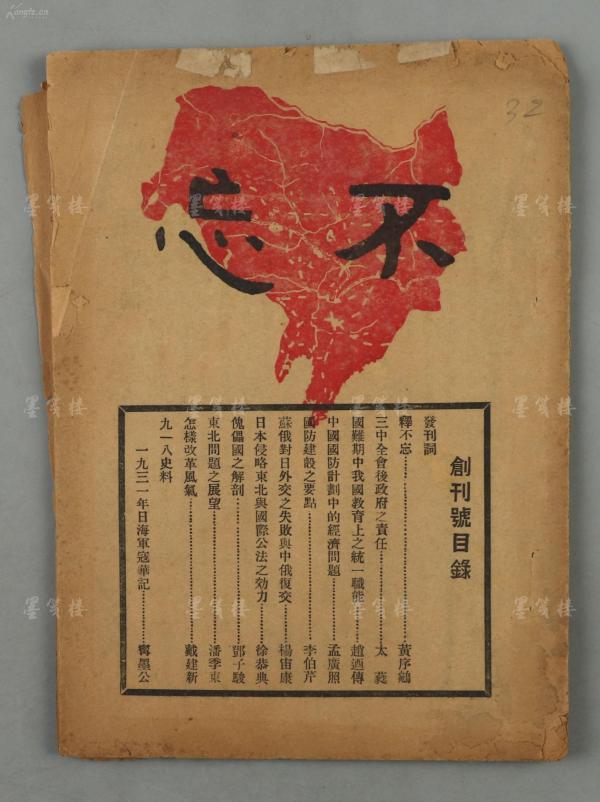 不忘
32
創刊號目錄
發刊詞
釋不忘⋯⋯⋯⋯黃序鵷
三中全會後政府之責任⋯⋯⋯⋯太蕤
國難期中我國教育上之統一職能⋯⋯⋯⋯趙迺傳
中國國防計劃中的經濟問題⋯⋯⋯⋯孟廣照
國防建設之要點⋯⋯⋯⋯李伯芹
蘇俄對日外交之失敗與中俄復交⋯⋯⋯⋯楊宙康
日本侵略東北與國際公法之効力⋯⋯⋯⋯徐恭典
傀儡國之解剖⋯⋯⋯⋯鄧子駿
東北問題之展望⋯⋯⋯⋯潘季東
怎樣改革風氣⋯⋯⋯⋯戴建新
九一八史料
一九三一年日海軍寇華記⋯⋯⋯⋯墨公
墨笺楼